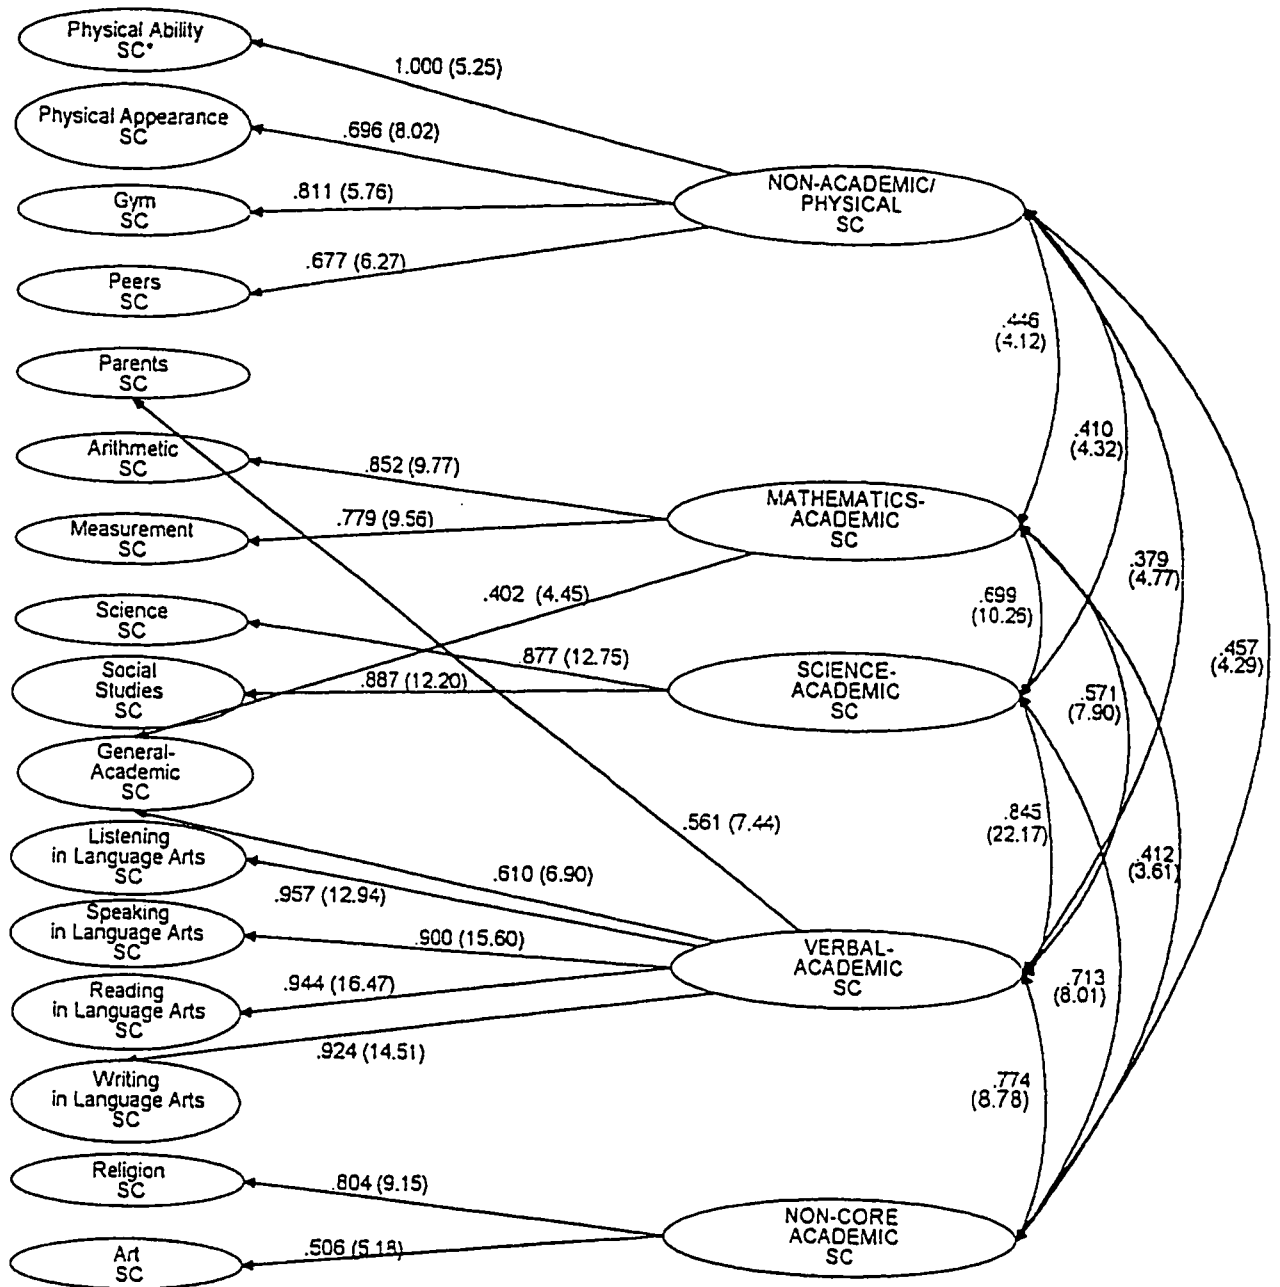 Physical Ability
SC*
1.000 (5.25)
Physical Appearance
SC
.696 (8.02)
NON-ACADEMIC/
PHYSICAL
SC
Gym
SC
.811 (5.76)
Peers
SC
.677 (6.27)
.446
(4.12)
Parents
SC
.410
(4.32)
Arithmetic
SC
.852 (9.77)
MATHEMATICS-
ACADEMIC
SC
Measurement
SC
.779 (9.56)
.379
(4.77)
.402 (4.45)
.699
(10.26)
Science
SC
.877 (12.75)
.457
(4.29)
Social
Studies
SC
.887 (12.20)
SCIENCE-
ACADEMIC
SC
.571
(7.90)
General-
Academic
SC
.561 (7.44)
.845
(22.17)
Listening
in Language Arts
SC
.610 (6.90)
.957 (12.94)
.412
(3.61)
Speaking
in Language Arts
SC
.900 (15.60)
VERBAL-
ACADEMIC
SC
Reading
in Language Arts
SC
.944 (16.47)
.713
(8.01)
.924 (14.51)
Writing
in Language Arts
SC
.774
(8.78)
Religion
SC
.804 (9.15)
NON-CORE
ACADEMIC
SC
Art
SC
.506 (5.18)